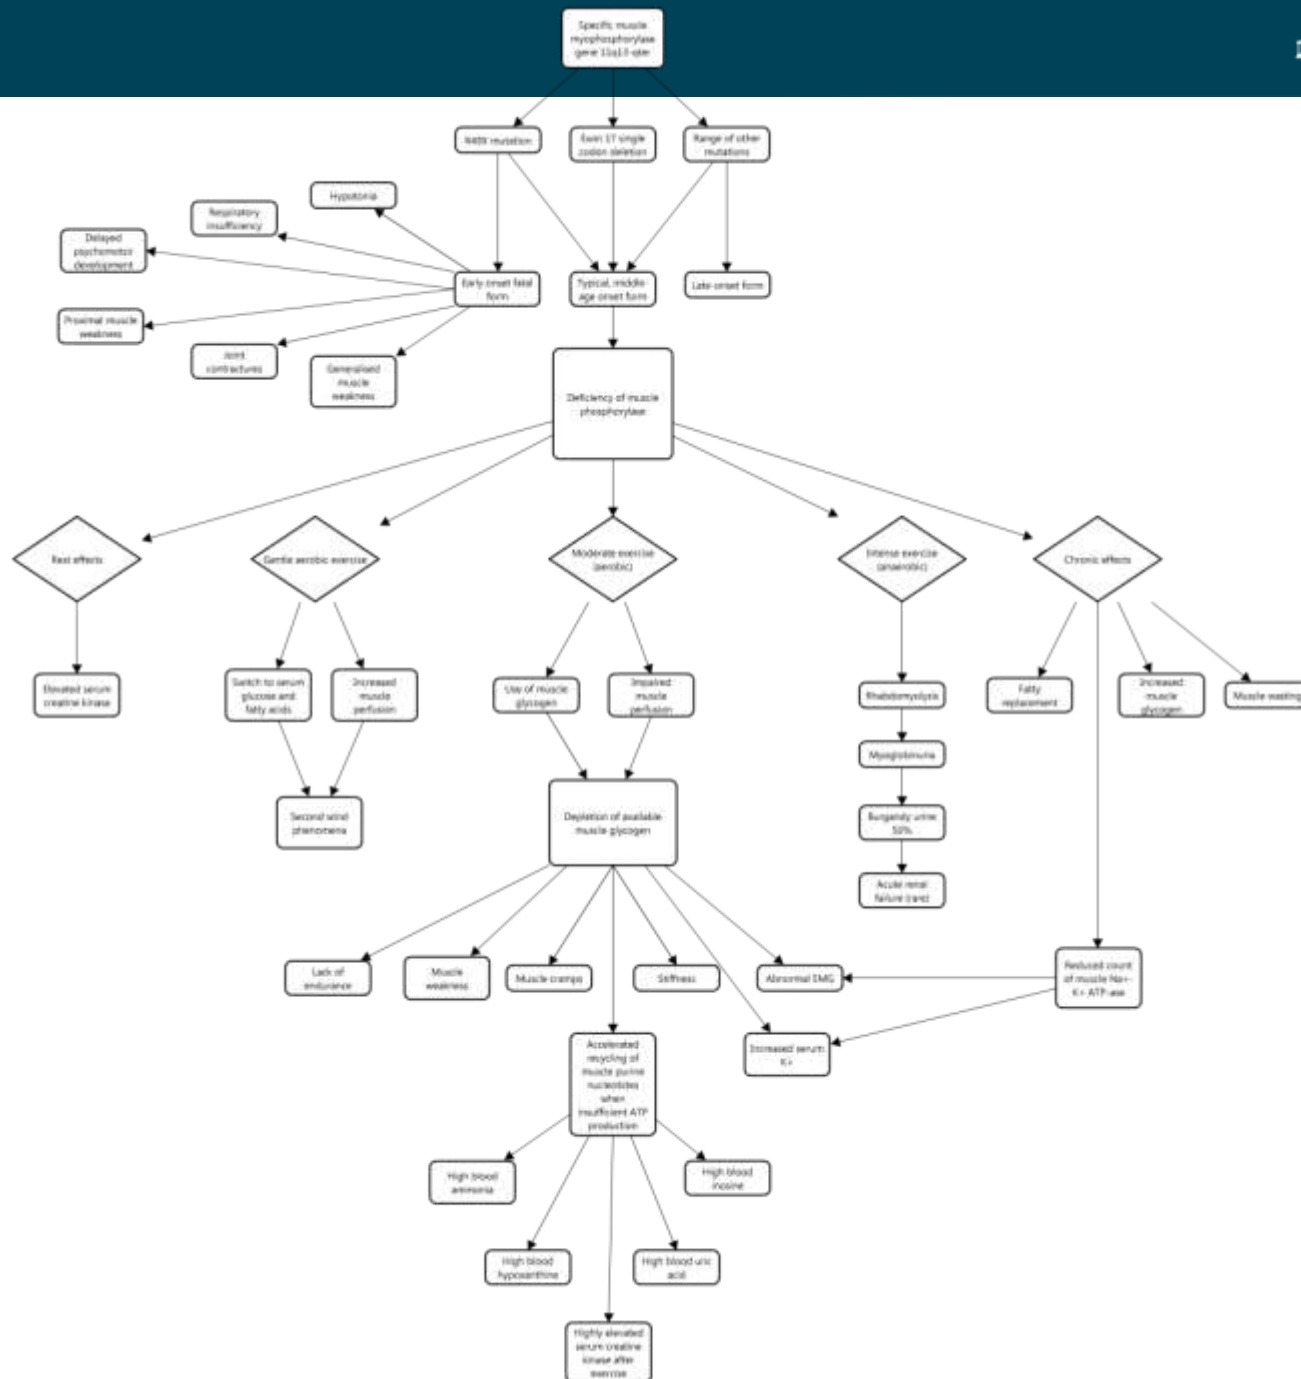 Specific muscle
myophosphorylase
gene 11q13-qter
R49X mutation
Exon 17 single
codon deletion
Range of other
mutations
Hypotonia
Respiratory
insufficiency
Delayed
psychomotor
development
Early onset fatal
form
Typical, middle-
age onset form
Late-onset form
Proximal muscle
weakness
Joint
contractures
Generalised
muscle
weakness
Deficiency of muscle
phosphorylase
Rest effects
Gentle aerobic exercise
Moderate exercise
(aerobic)
Intense exercise
(anaerobic)
Chronic effects
Elevated serum
creatine kinase
Switch to serum
glucose and
fatty acids
Increased
muscle
perfusion
Use of muscle
glycogen
Impaired
muscle
perfusion
Rhabdomyolysis
Fatty
replacement
Increased
muscle
glycogen
Muscle wasting
Myoglobinuria
Second wind
phenomena
Depletion of available
muscle glycogen
Burgandy urine
50%
Acute renal
failure (rare)
Lack of
endurance
Muscle
weakness
Muscle cramps
Stiffness
Abnormal EMG
Reduced count
of muscle Na+-
K+ ATP-ase
Increased serum
K+
Accelerated
recycling of
muscle purine
nucleotides
when
insufficient ATP
production
High blood
ammonia
High blood
inosine
High blood
hypoxanthine
High blood uric
acid
Highly elevated
serum creatine
kinase after
exercise